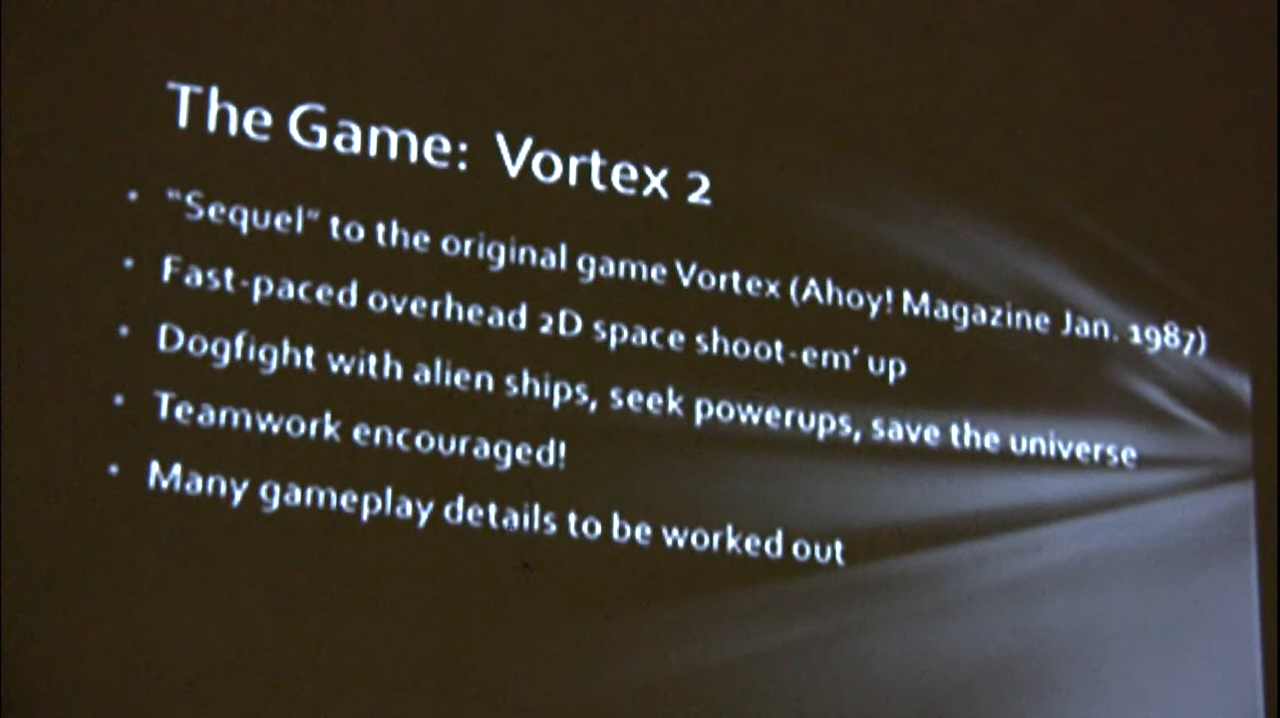 The Game: Vortex 2
• "Sequel" to the original game Vortex (Ahoy! Magazine Jan. 1987)
• Fast-paced overhead 2D space shoot-em' up
• Dogfight with alien ships, seek powerups, save the universe
• Teamwork encouraged!
• Many gameplay details to be worked out